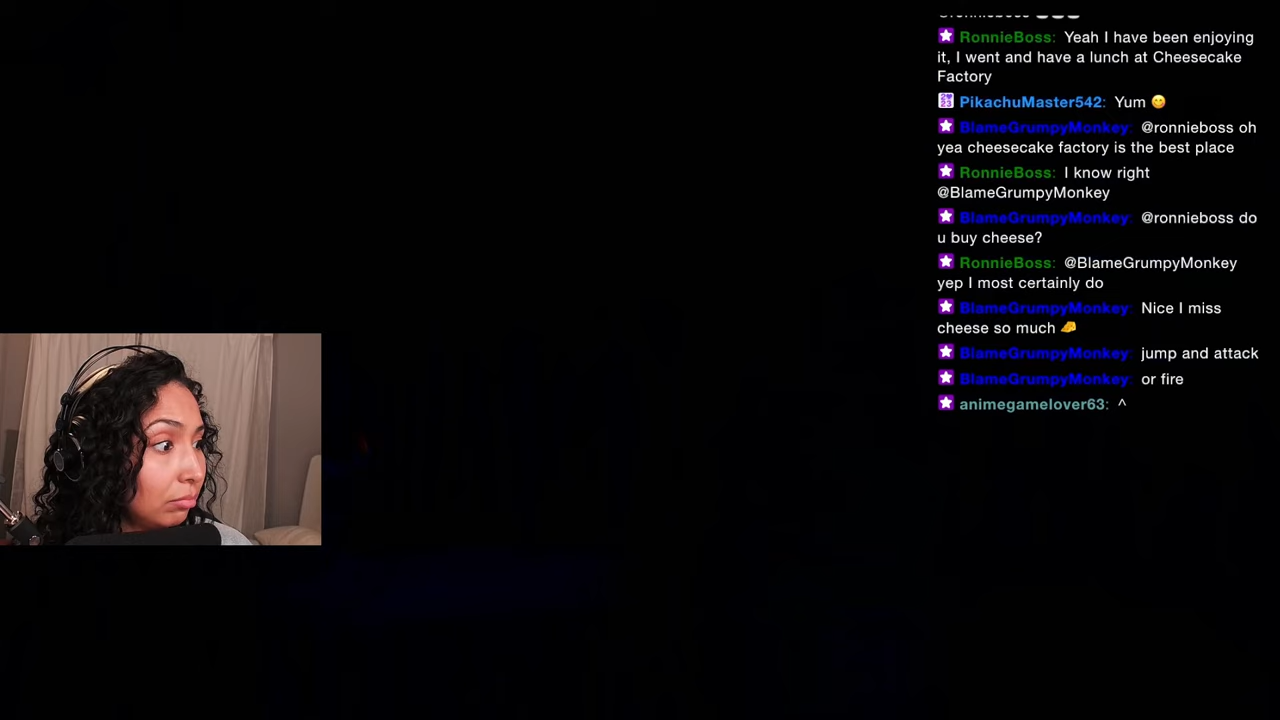 RonnieBoss: Yeah I have been enjoying
it, I went and have a lunch at Cheesecake
Factory
PikachuMaster542: Yum 😋
BlameGrumpyMonkey: @ronnieboss oh
yea cheesecake factory is the best place
RonnieBoss: I know right
@BlameGrumpyMonkey
BlameGrumpyMonkey: @ronnieboss do
u buy cheese?
RonnieBoss: @BlameGrumpyMonkey
yep I most certainly do
BlameGrumpyMonkey: Nice I miss
cheese so much 🧀
BlameGrumpyMonkey: jump and attack
BlameGrumpyMonkey: or fire
animegamelover63: ^